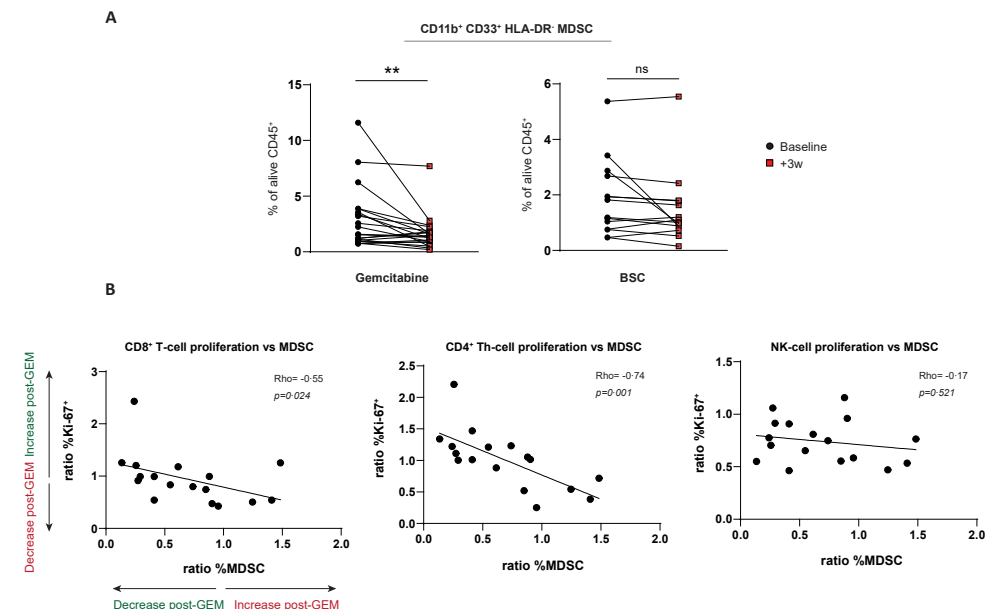 A
CD11b⁺ CD33⁺ HLA-DR⁻ MDSC
**
15
10
5
0
% of alive CD45⁺
Gemcitabine
ns
6
4
2
0
% of alive CD45⁺
BSC
Baseline
+3w
B
Decrease post-GEM Increase post-GEM
CD8⁺ T-cell proliferation vs MDSC
Rho= -0·55
p=0·024
ratio %Ki-67⁺
3
2
1
0
0.0 0.5 1.0 1.5 2.0
ratio %MDSC
Decrease post-GEM Increase post-GEM
CD4⁺ Th-cell proliferation vs MDSC
Rho= -0·74
p=0·001
ratio %Ki-67⁺
2.5
2.0
1.5
1.0
0.5
0.0
0.0 0.5 1.0 1.5 2.0
ratio %MDSC
NK-cell proliferation vs MDSC
Rho= -0·17
p=0·521
ratio %Ki-67⁺
1.5
1.0
0.5
0.0
0.0 0.5 1.0 1.5 2.0
ratio %MDSC